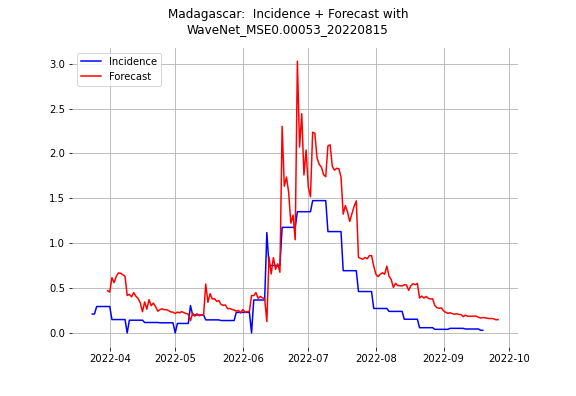 Madagascar:  Incidence + Forecast with
WaveNet_MSE0.00053_20220815
Incidence
Forecast
3.0
2.5
2.0
1.5
1.0
0.5
0.0
2022-04 2022-05 2022-06 2022-07 2022-08 2022-09 2022-10